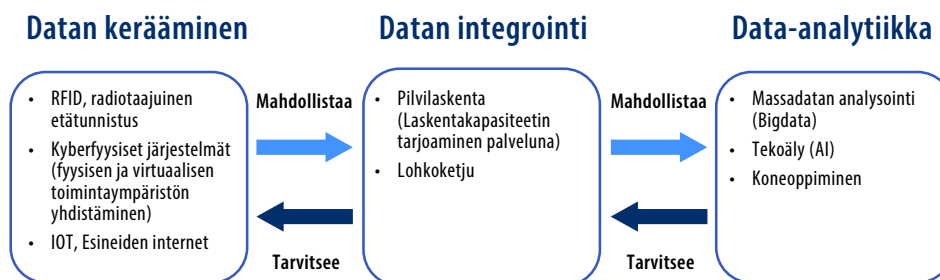 Datan kerääminen
Datan integrointi
Data-analytiikka
• RFID, radiotaajuinen
etätunnistus
• Kyberfyysiset järjestelmät
(fyysisen ja virtuaalisen
toimintaympäristön
yhdistäminen)
• IOT, Esineiden internet
Mahdollistaa
Tarvitsee
• Pilvilaskenta
(Laskentakapasiteetin
tarjoaminen palveluna)
• Lohkoketju
Mahdollistaa
Tarvitsee
• Massadatan analysointi
(Bigdata)
• Tekoäly (AI)
• Koneoppiminen